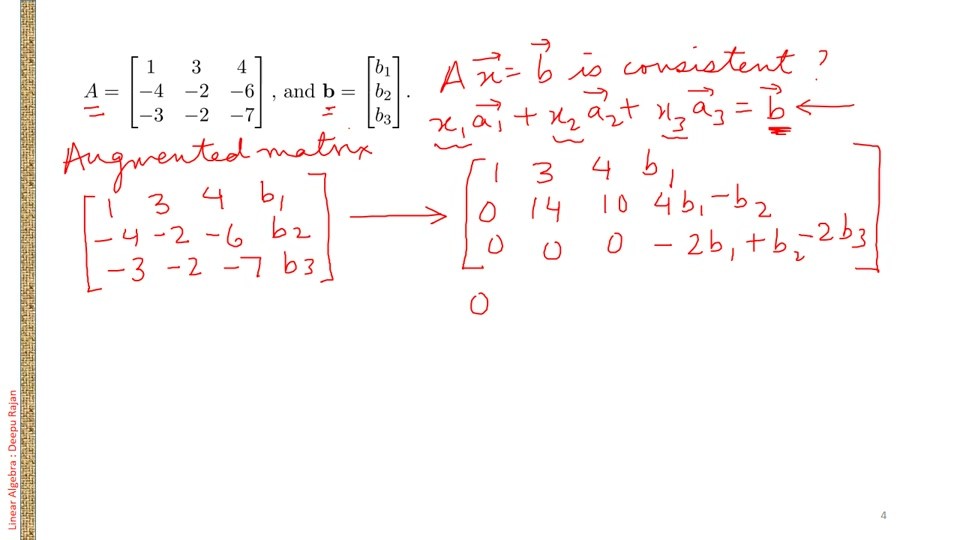 A = [ 1 3 4 ; -4 -2 -6 ; -3 -2 -7 ] , and b = [ b₁ ; b₂ ; b₃ ] .
A x⃗ = b⃗ is consistent ?
x₁ a⃗₁ + x₂ a⃗₂ + x₃ a⃗₃ = b⃗ ←
Augmented matrix
[ 1 3 4 b₁ ; -4 -2 -6 b₂ ; -3 -2 -7 b₃ ] → [ 1 3 4 b₁ ; 0 14 10 4b₁-b₂ ; 0 0 0 -2b₁+b₂-2b₃ ]
0
Linear Algebra : Deepu Rajan
4